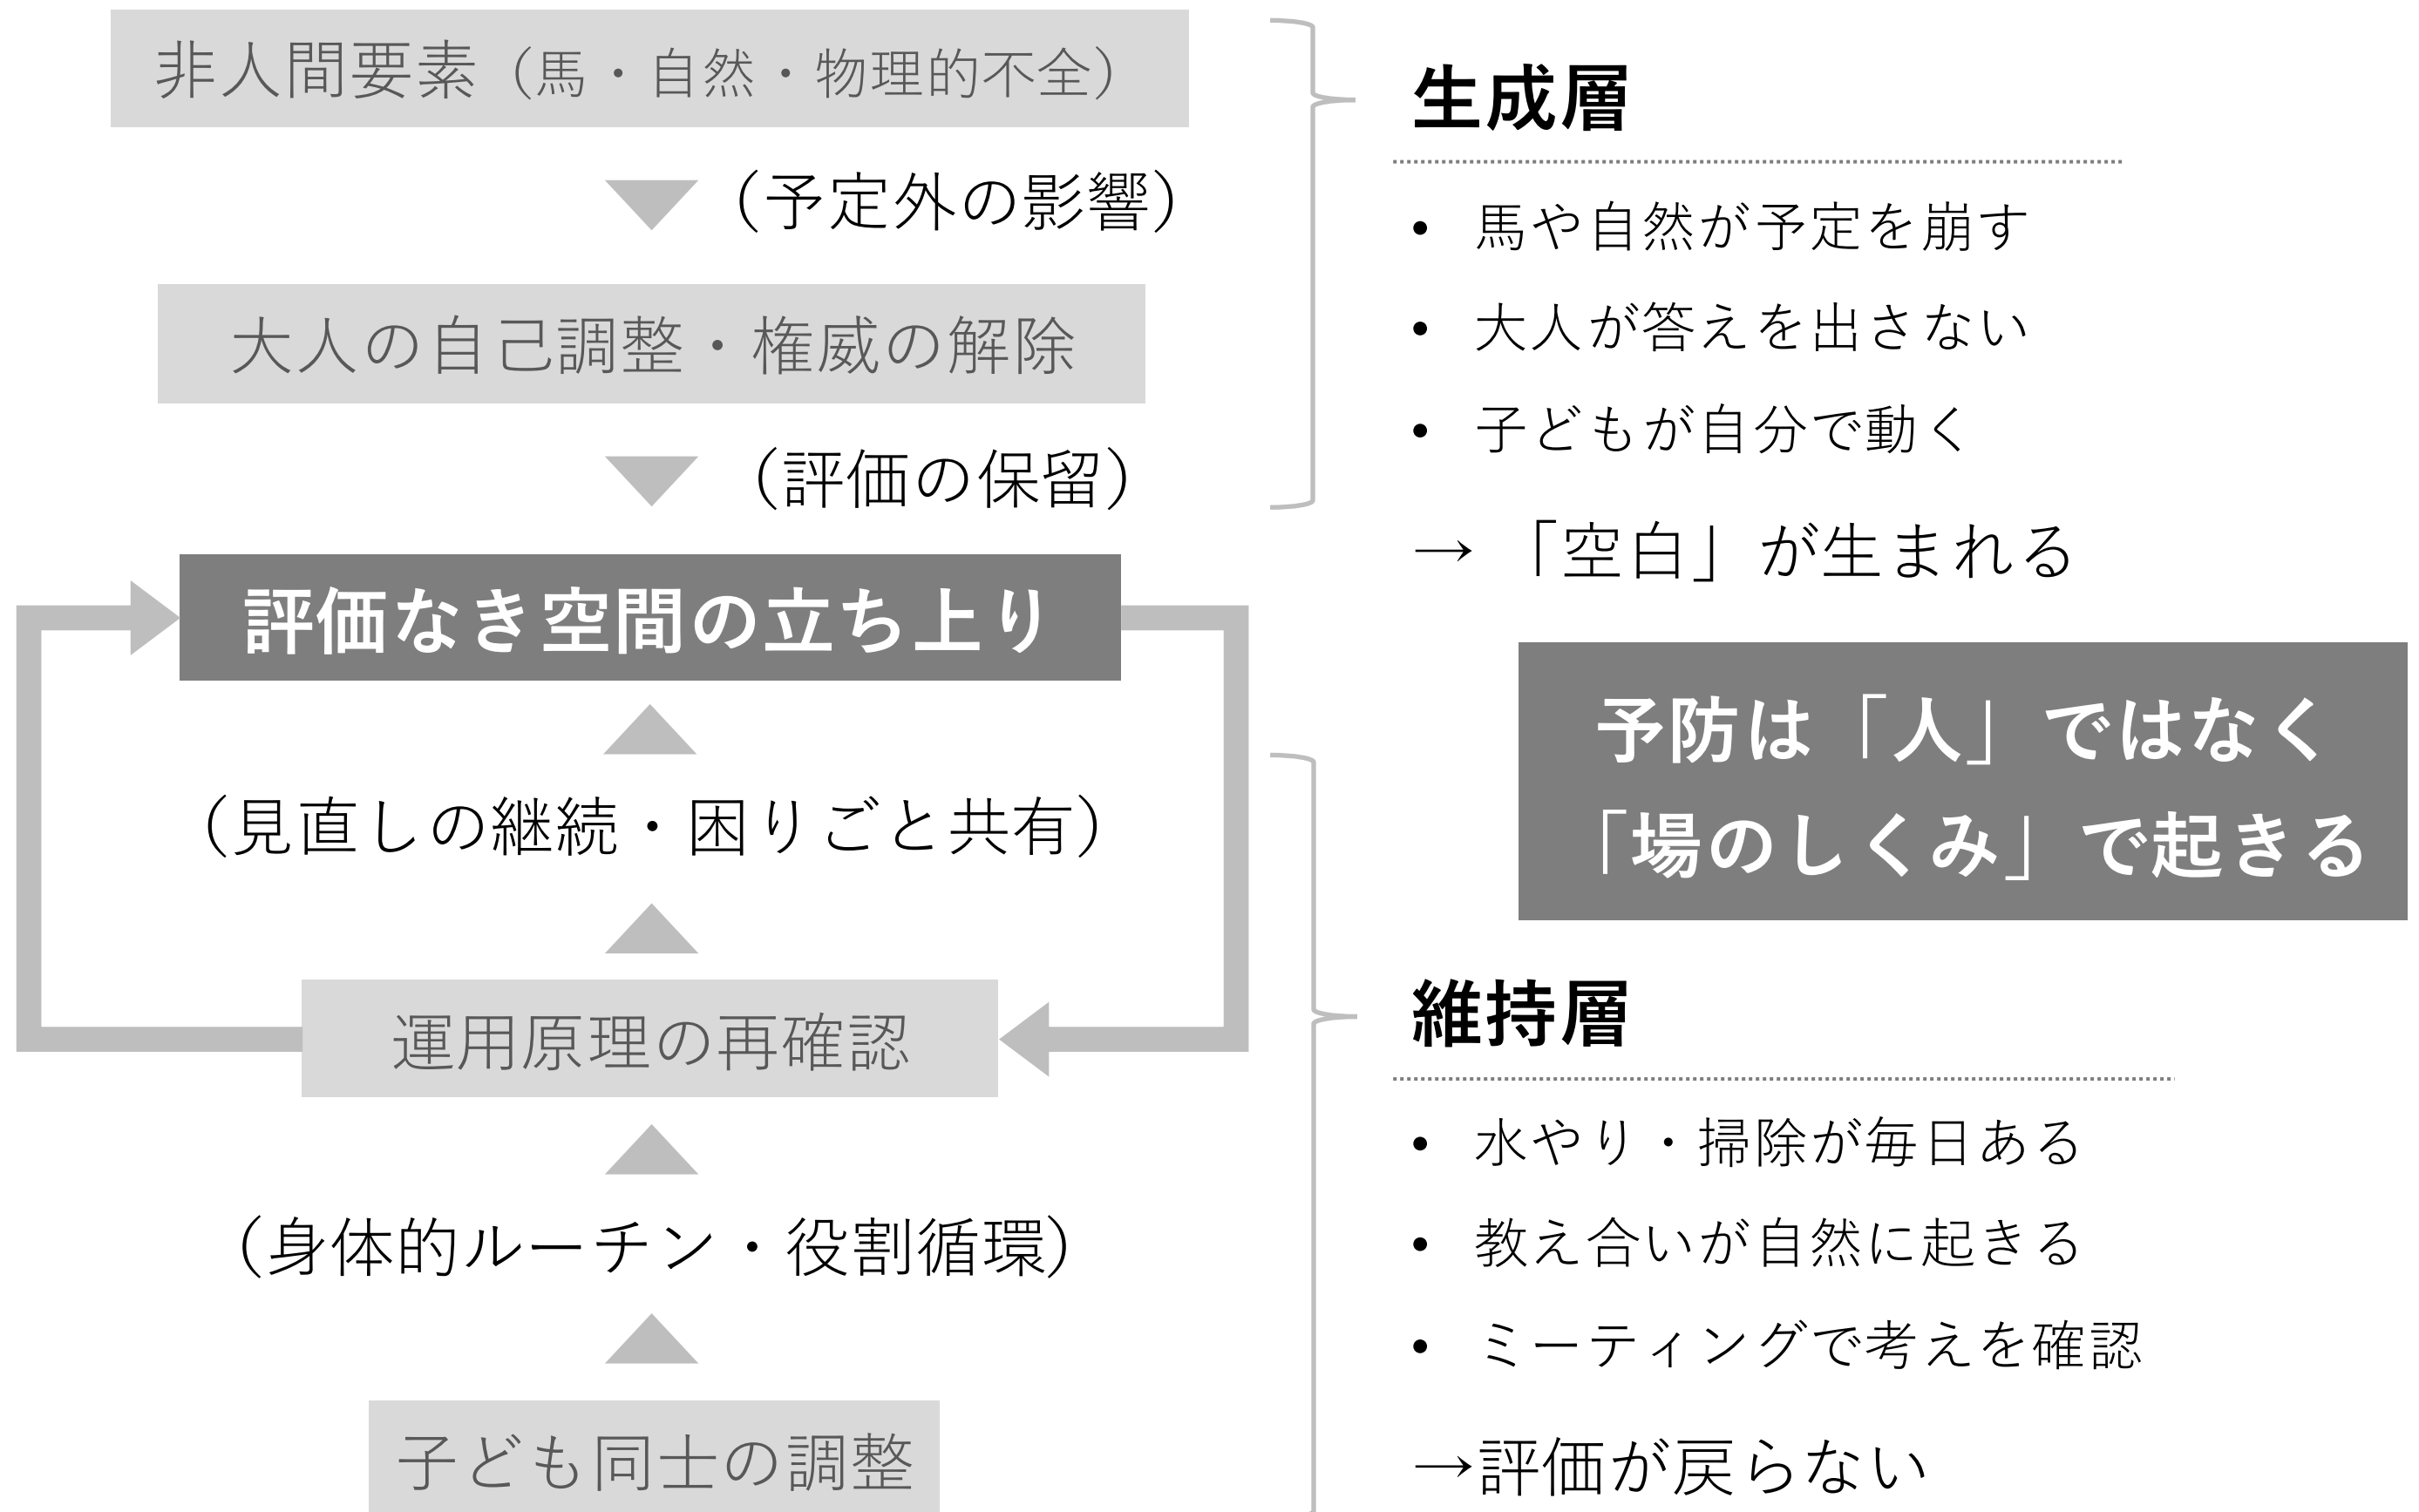 非人間要素（馬・自然・物理的不全）
（予定外の影響）
大人の自己調整・権威の解除
（評価の保留）
評価なき空間の立ち上り
（見直しの継続・困りごと共有）
運用原理の再確認
（身体的ルーチン・役割循環）
子ども同士の調整
生成層
• 馬や自然が予定を崩す
• 大人が答えを出さない
• 子どもが自分で動く
→ 「空白」が生まれる
予防は「人」ではなく
「場のしくみ」で起きる
維持層
• 水やり・掃除が毎日ある
• 教え合いが自然に起きる
• ミーティングで考えを確認
→評価が戻らない